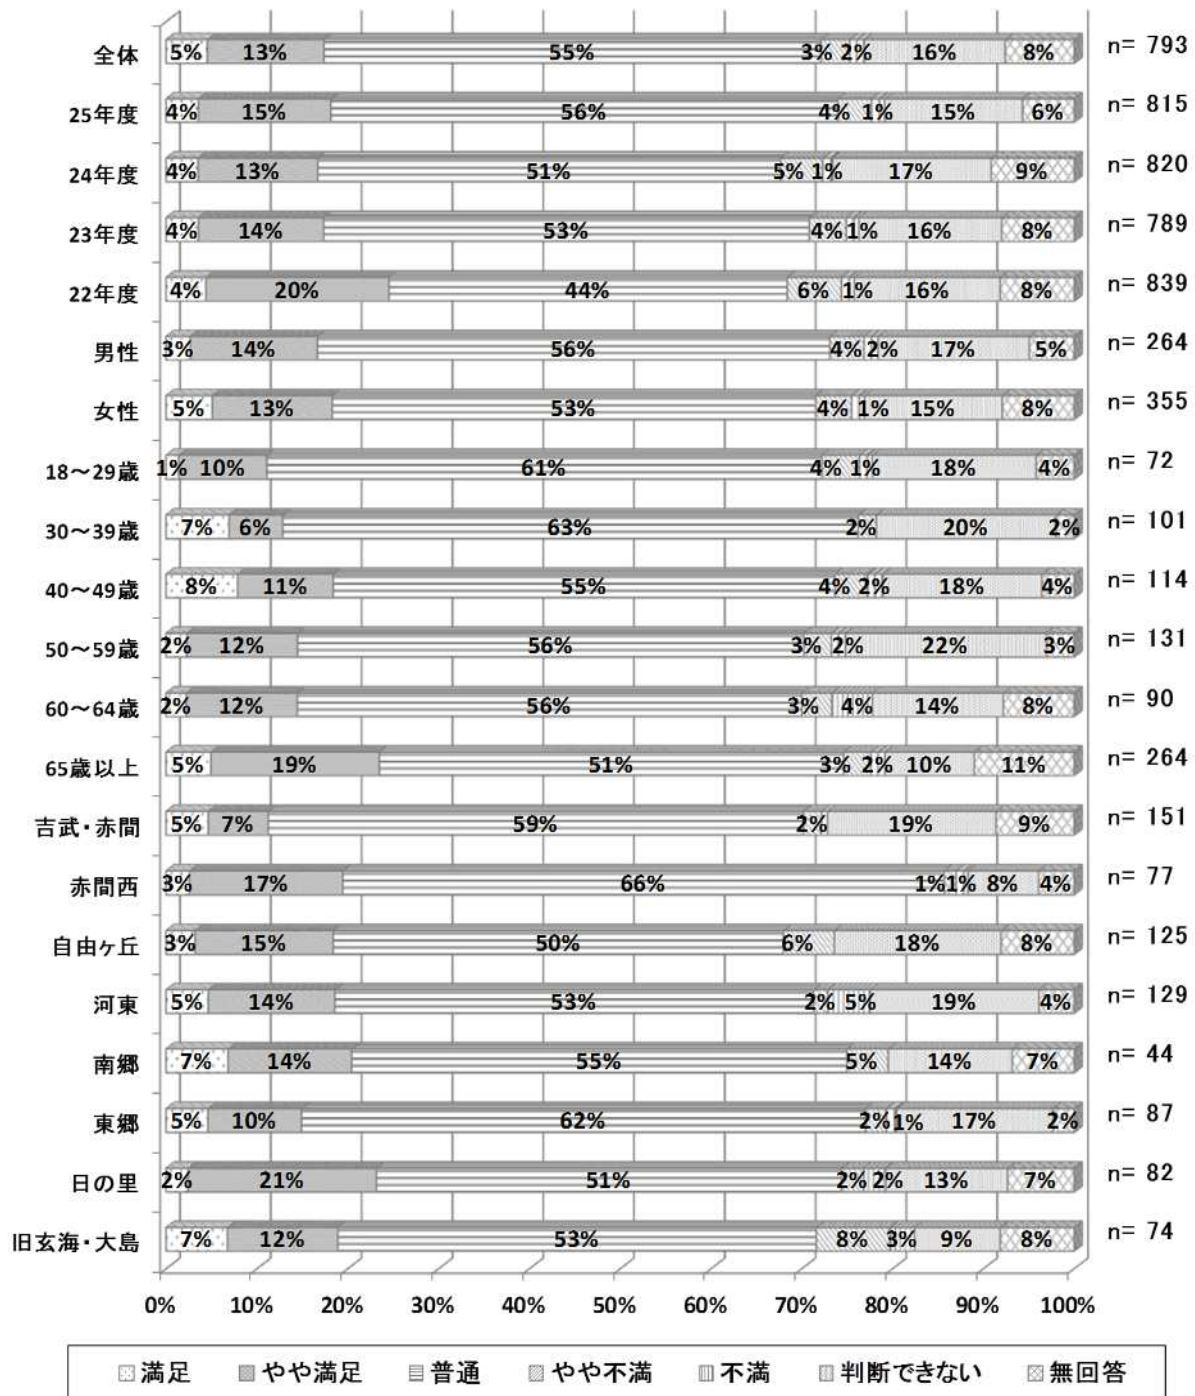 全体 5% 13% 55% 3% 2% 16% 8% n= 793
25年度 4% 15% 56% 4% 1% 15% 6% n= 815
24年度 4% 13% 51% 5% 1% 17% 9% n= 820
23年度 4% 14% 53% 4% 1% 16% 8% n= 789
22年度 4% 20% 44% 6% 1% 16% 8% n= 839
男性 3% 14% 56% 4% 2% 17% 5% n= 264
女性 5% 13% 53% 4% 1% 15% 8% n= 355
18～29歳 1% 10% 61% 4% 1% 18% 4% n= 72
30～39歳 7% 6% 63% 2% 20% 2% n= 101
40～49歳 8% 11% 55% 4% 2% 18% 4% n= 114
50～59歳 2% 12% 56% 3% 2% 22% 3% n= 131
60～64歳 2% 12% 56% 3% 4% 14% 8% n= 90
65歳以上 5% 19% 51% 3% 2% 10% 11% n= 264
吉武・赤間 5% 7% 59% 2% 19% 9% n= 151
赤間西 3% 17% 66% 1% 1% 8% 4% n= 77
自由ヶ丘 3% 15% 50% 6% 18% 8% n= 125
河東 5% 14% 53% 2% 5% 19% 4% n= 129
南郷 7% 14% 55% 5% 14% 7% n= 44
東郷 5% 10% 62% 2% 1% 17% 2% n= 87
日の里 2% 21% 51% 2% 2% 13% 7% n= 82
旧玄海・大島 7% 12% 53% 8% 3% 9% 8% n= 74
0% 10% 20% 30% 40% 50% 60% 70% 80% 90% 100%
満足 やや満足 普通 やや不満 不満 判断できない 無回答